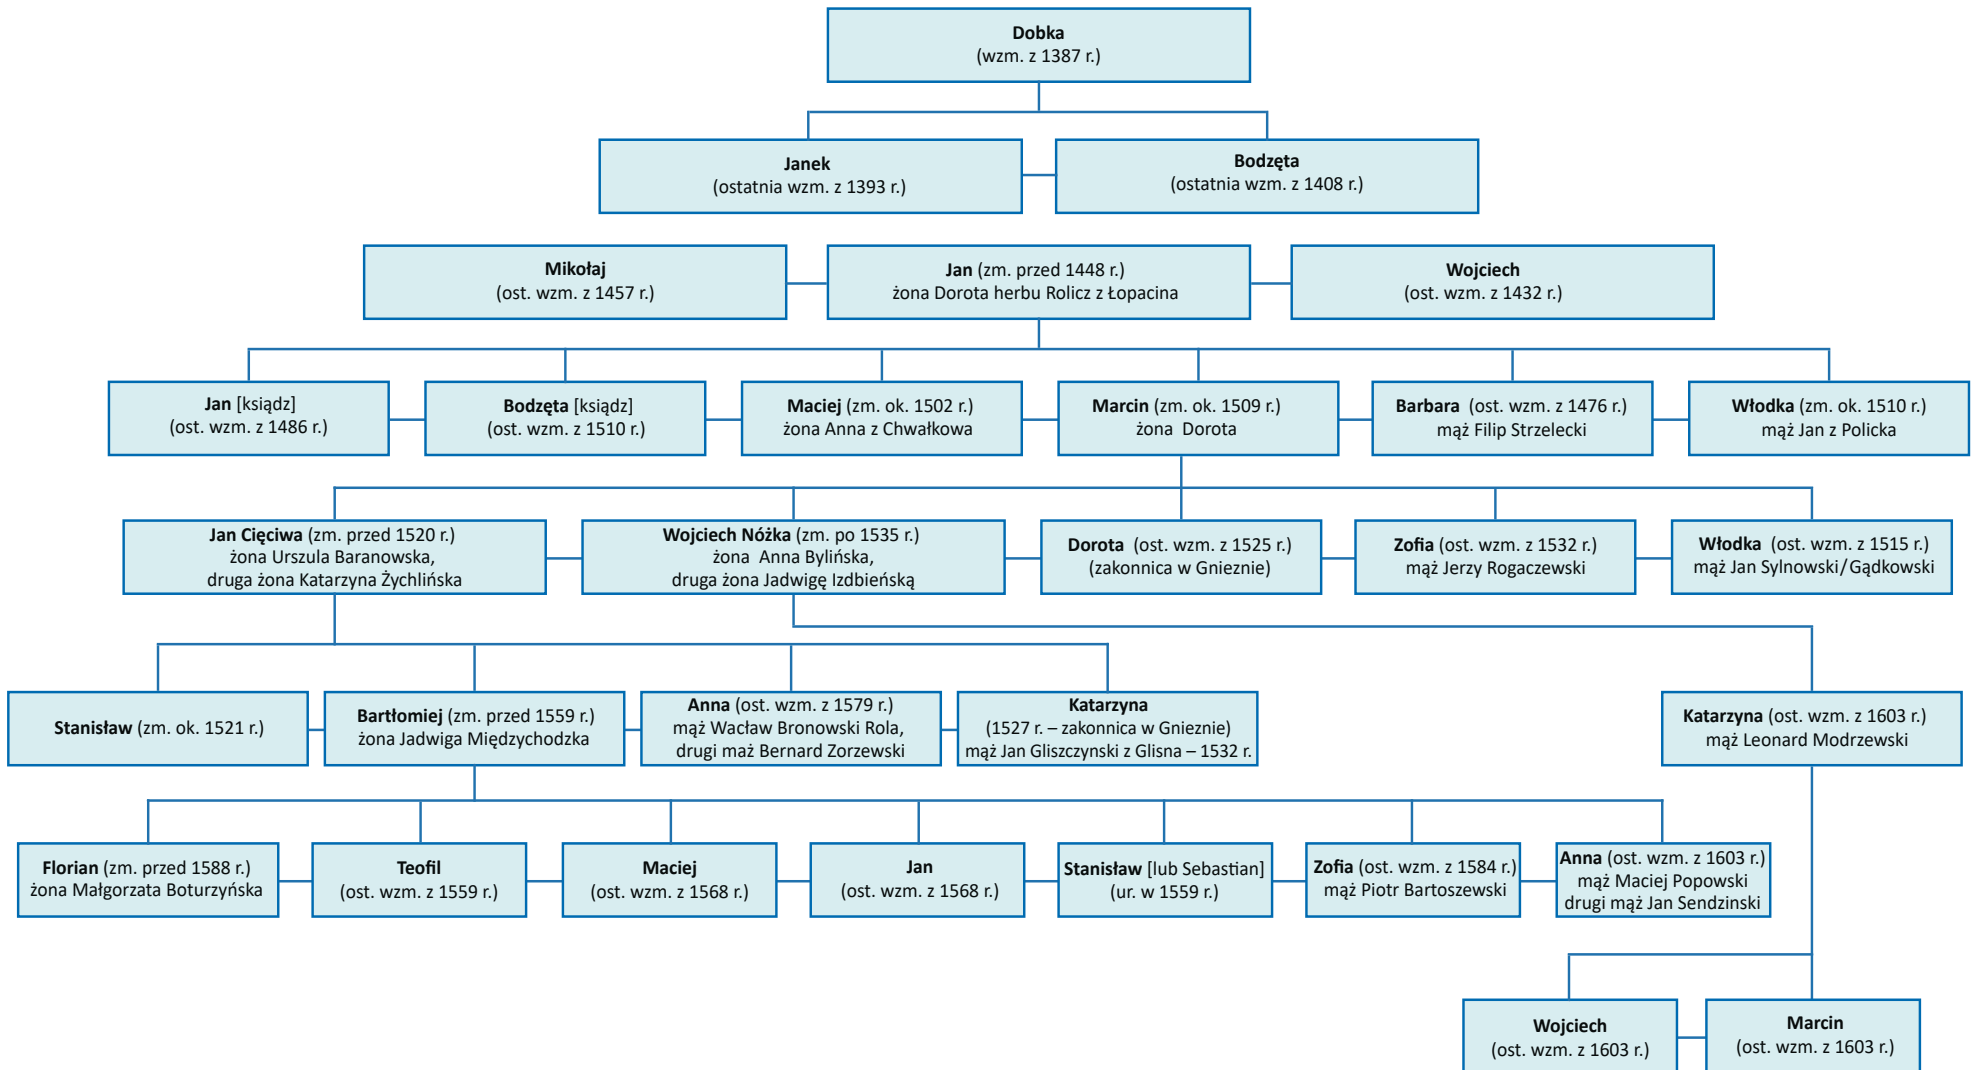 Dobka
(wzm. z 1387 r.)
Janek
(ostatnia wzm. z 1393 r.)
Bodzęta
(ostatnia wzm. z 1408 r.)
Mikołaj
(ost. wzm. z 1457 r.)
Jan (zm. przed 1448 r.)
żona Dorota herbu Rolicz z Łopacina
Wojciech
(ost. wzm. z 1432 r.)
Jan [ksiądz]
(ost. wzm. z 1486 r.)
Bodzęta [ksiądz]
(ost. wzm. z 1510 r.)
Maciej (zm. ok. 1502 r.)
żona Anna z Chwałkowa
Marcin (zm. ok. 1509 r.)
żona Dorota
Barbara (ost. wzm. z 1476 r.)
mąż Filip Strzelecki
Włodka (zm. ok. 1510 r.)
mąż Jan z Policka
Jan Cięciwa (zm. przed 1520 r.)
żona Urszula Baranowska,
druga żona Katarzyna Żychlińska
Wojciech Nóżka (zm. po 1535 r.)
żona Anna Bylińska,
druga żona Jadwigę Izdbieńską
Dorota (ost. wzm. z 1525 r.)
(zakonnica w Gnieznie)
Zofia (ost. wzm. z 1532 r.)
mąż Jerzy Rogaczewski
Włodka (ost. wzm. z 1515 r.)
mąż Jan Sylnowski/Gądkowski
Stanisław (zm. ok. 1521 r.)
Bartłomiej (zm. przed 1559 r.)
żona Jadwiga Międzychodzka
Anna (ost. wzm. z 1579 r.)
mąż Wacław Bronowski Rola,
drugi maż Bernard Zorzewski
Katarzyna
(1527 r. – zakonnica w Gnieznie)
mąż Jan Gliszczynski z Glisna – 1532 r.
Katarzyna (ost. wzm. z 1603 r.)
mąż Leonard Modrzewski
Florian (zm. przed 1588 r.)
żona Małgorzata Boturzyńska
Teofil
(ost. wzm. z 1559 r.)
Maciej
(ost. wzm. z 1568 r.)
Jan
(ost. wzm. z 1568 r.)
Stanisław [lub Sebastian]
(ur. w 1559 r.)
Zofia (ost. wzm. z 1584 r.)
mąż Piotr Bartoszewski
Anna (ost. wzm. z 1603 r.)
mąż Maciej Popowski
drugi mąż Jan Sendzinski
Wojciech
(ost. wzm. z 1603 r.)
Marcin
(ost. wzm. z 1603 r.)